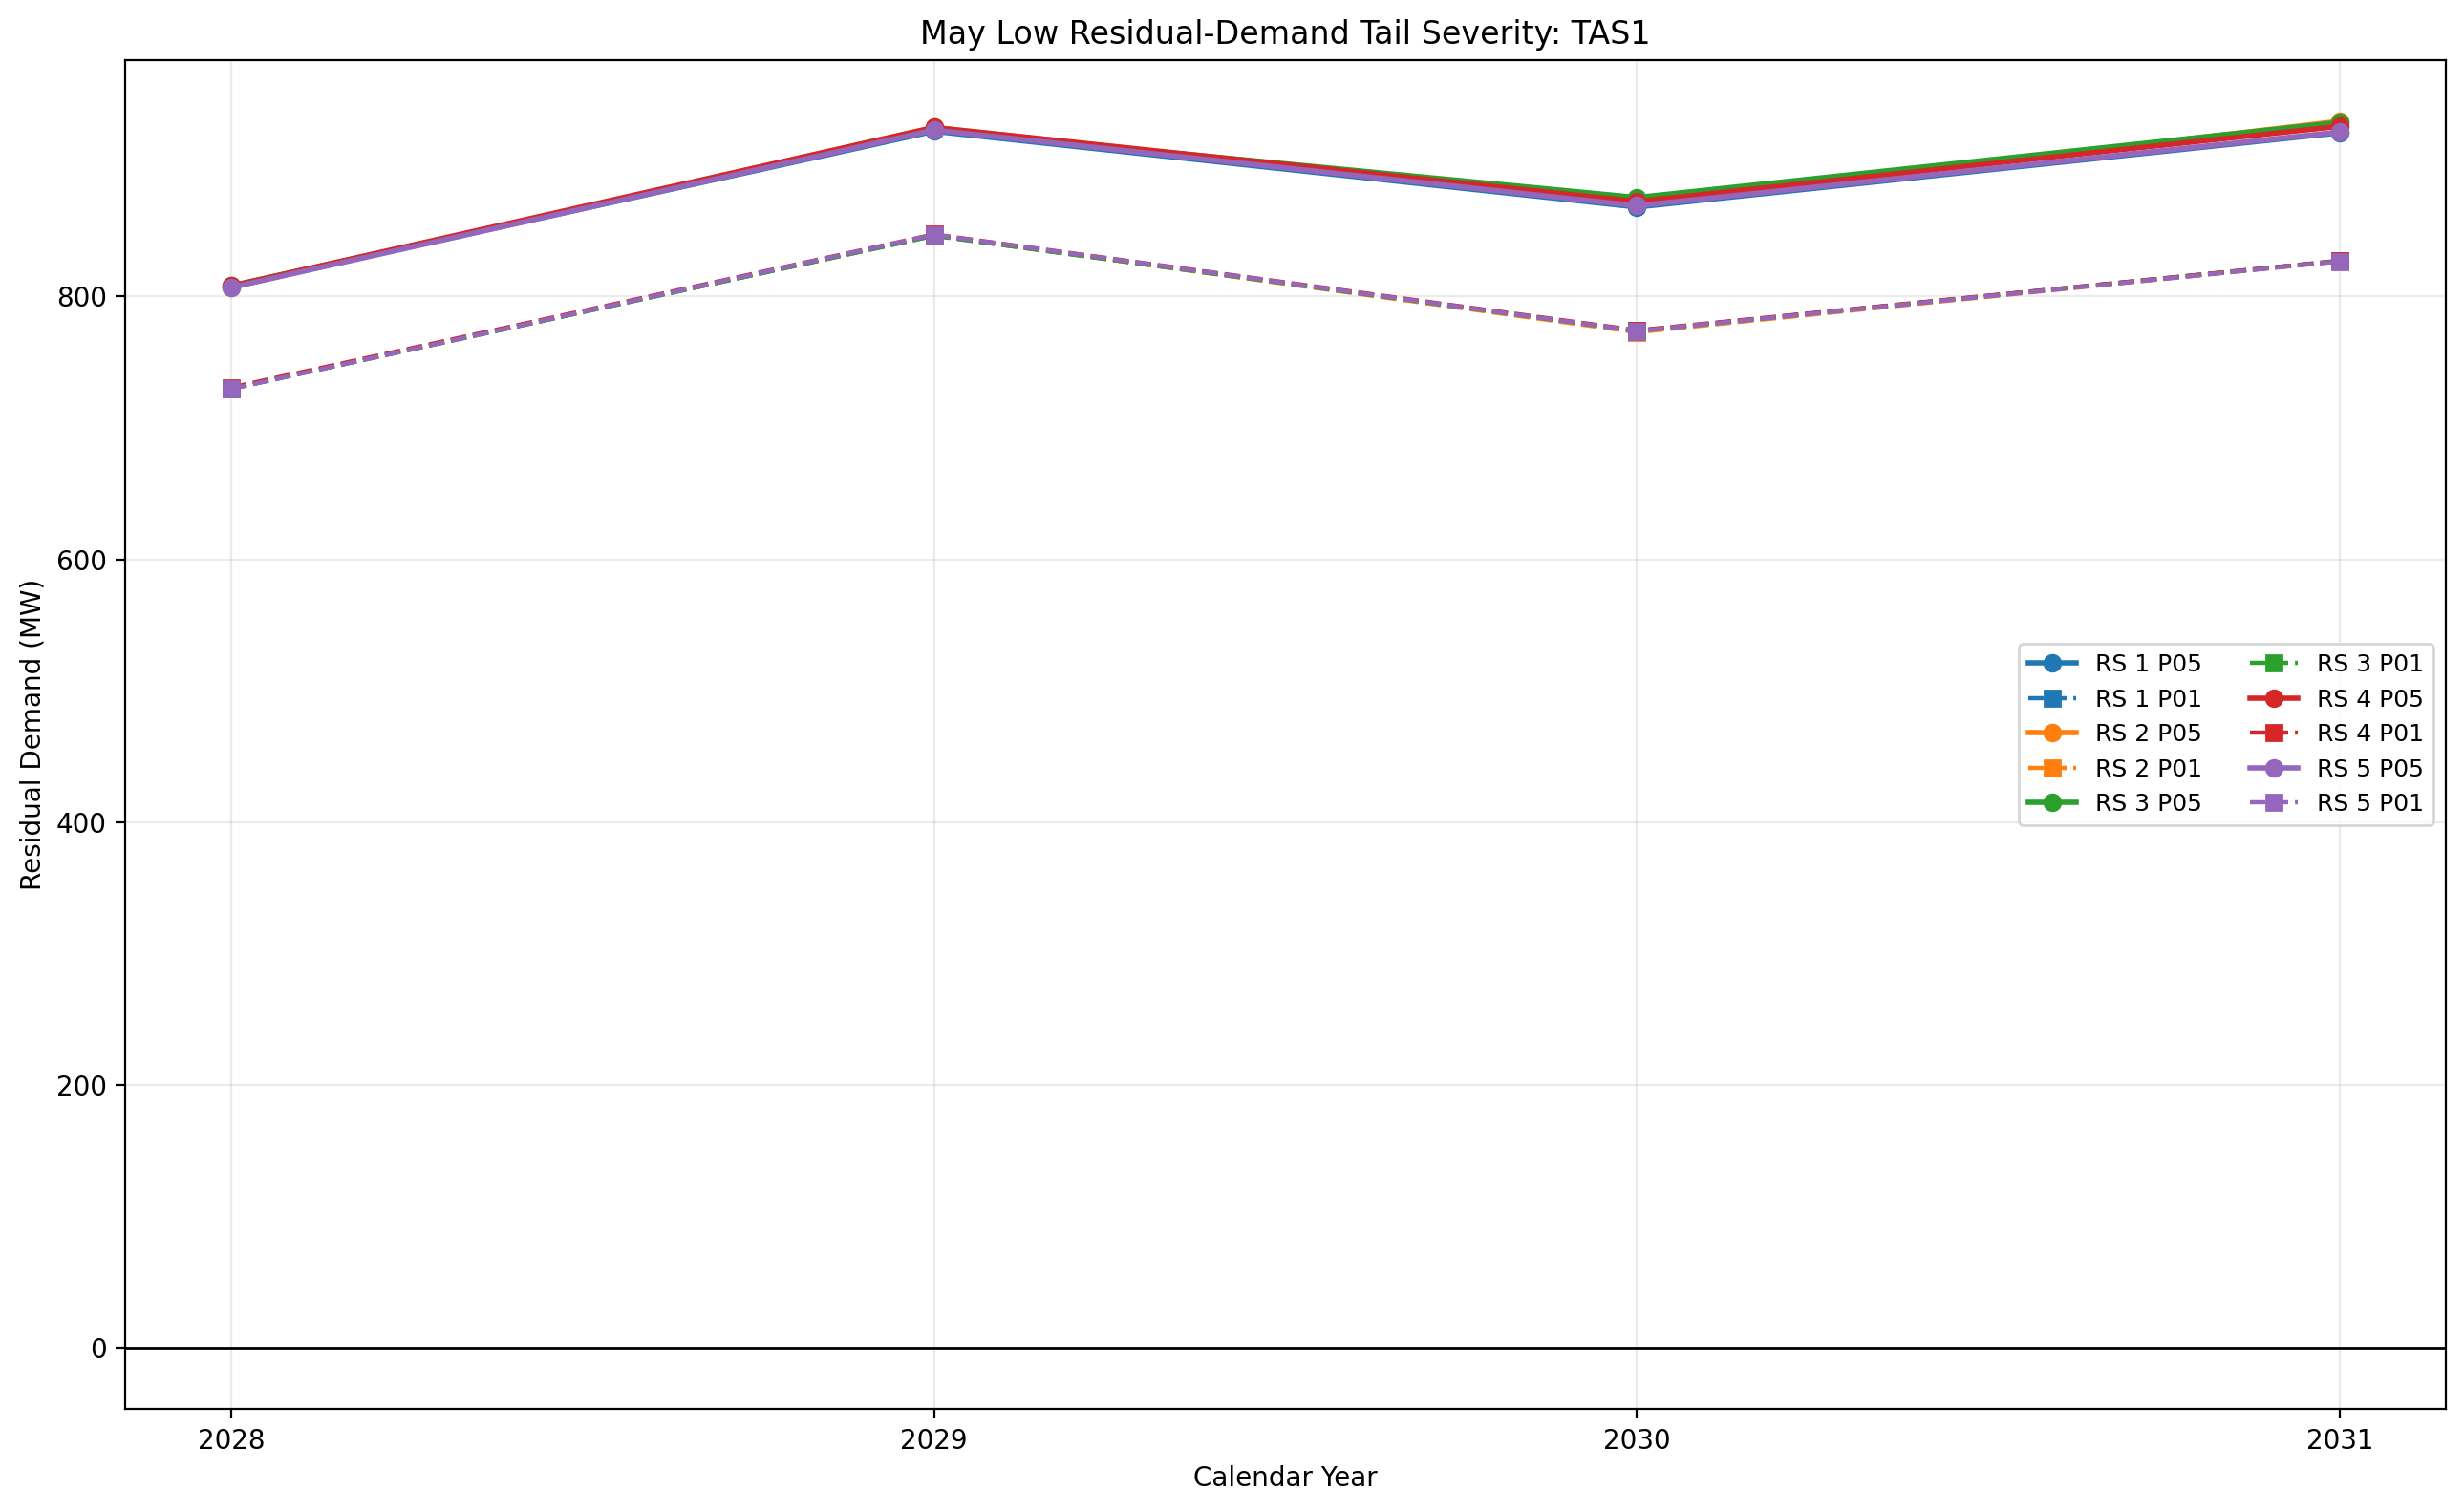 May Low Residual-Demand Tail Severity: TAS1
Residual Demand (MW)
800
600
400
200
0
RS 1 P05
RS 1 P01
RS 2 P05
RS 2 P01
RS 3 P05
RS 3 P01
RS 4 P05
RS 4 P01
RS 5 P05
RS 5 P01
2028
2029
2030
2031
Calendar Year